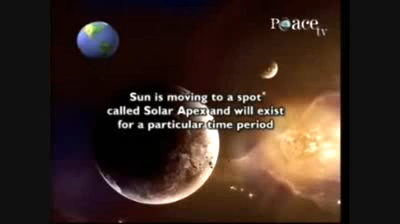 Peace
tv
Sun is moving to a spot*
called Solar Apex and will exist
for a particular time period